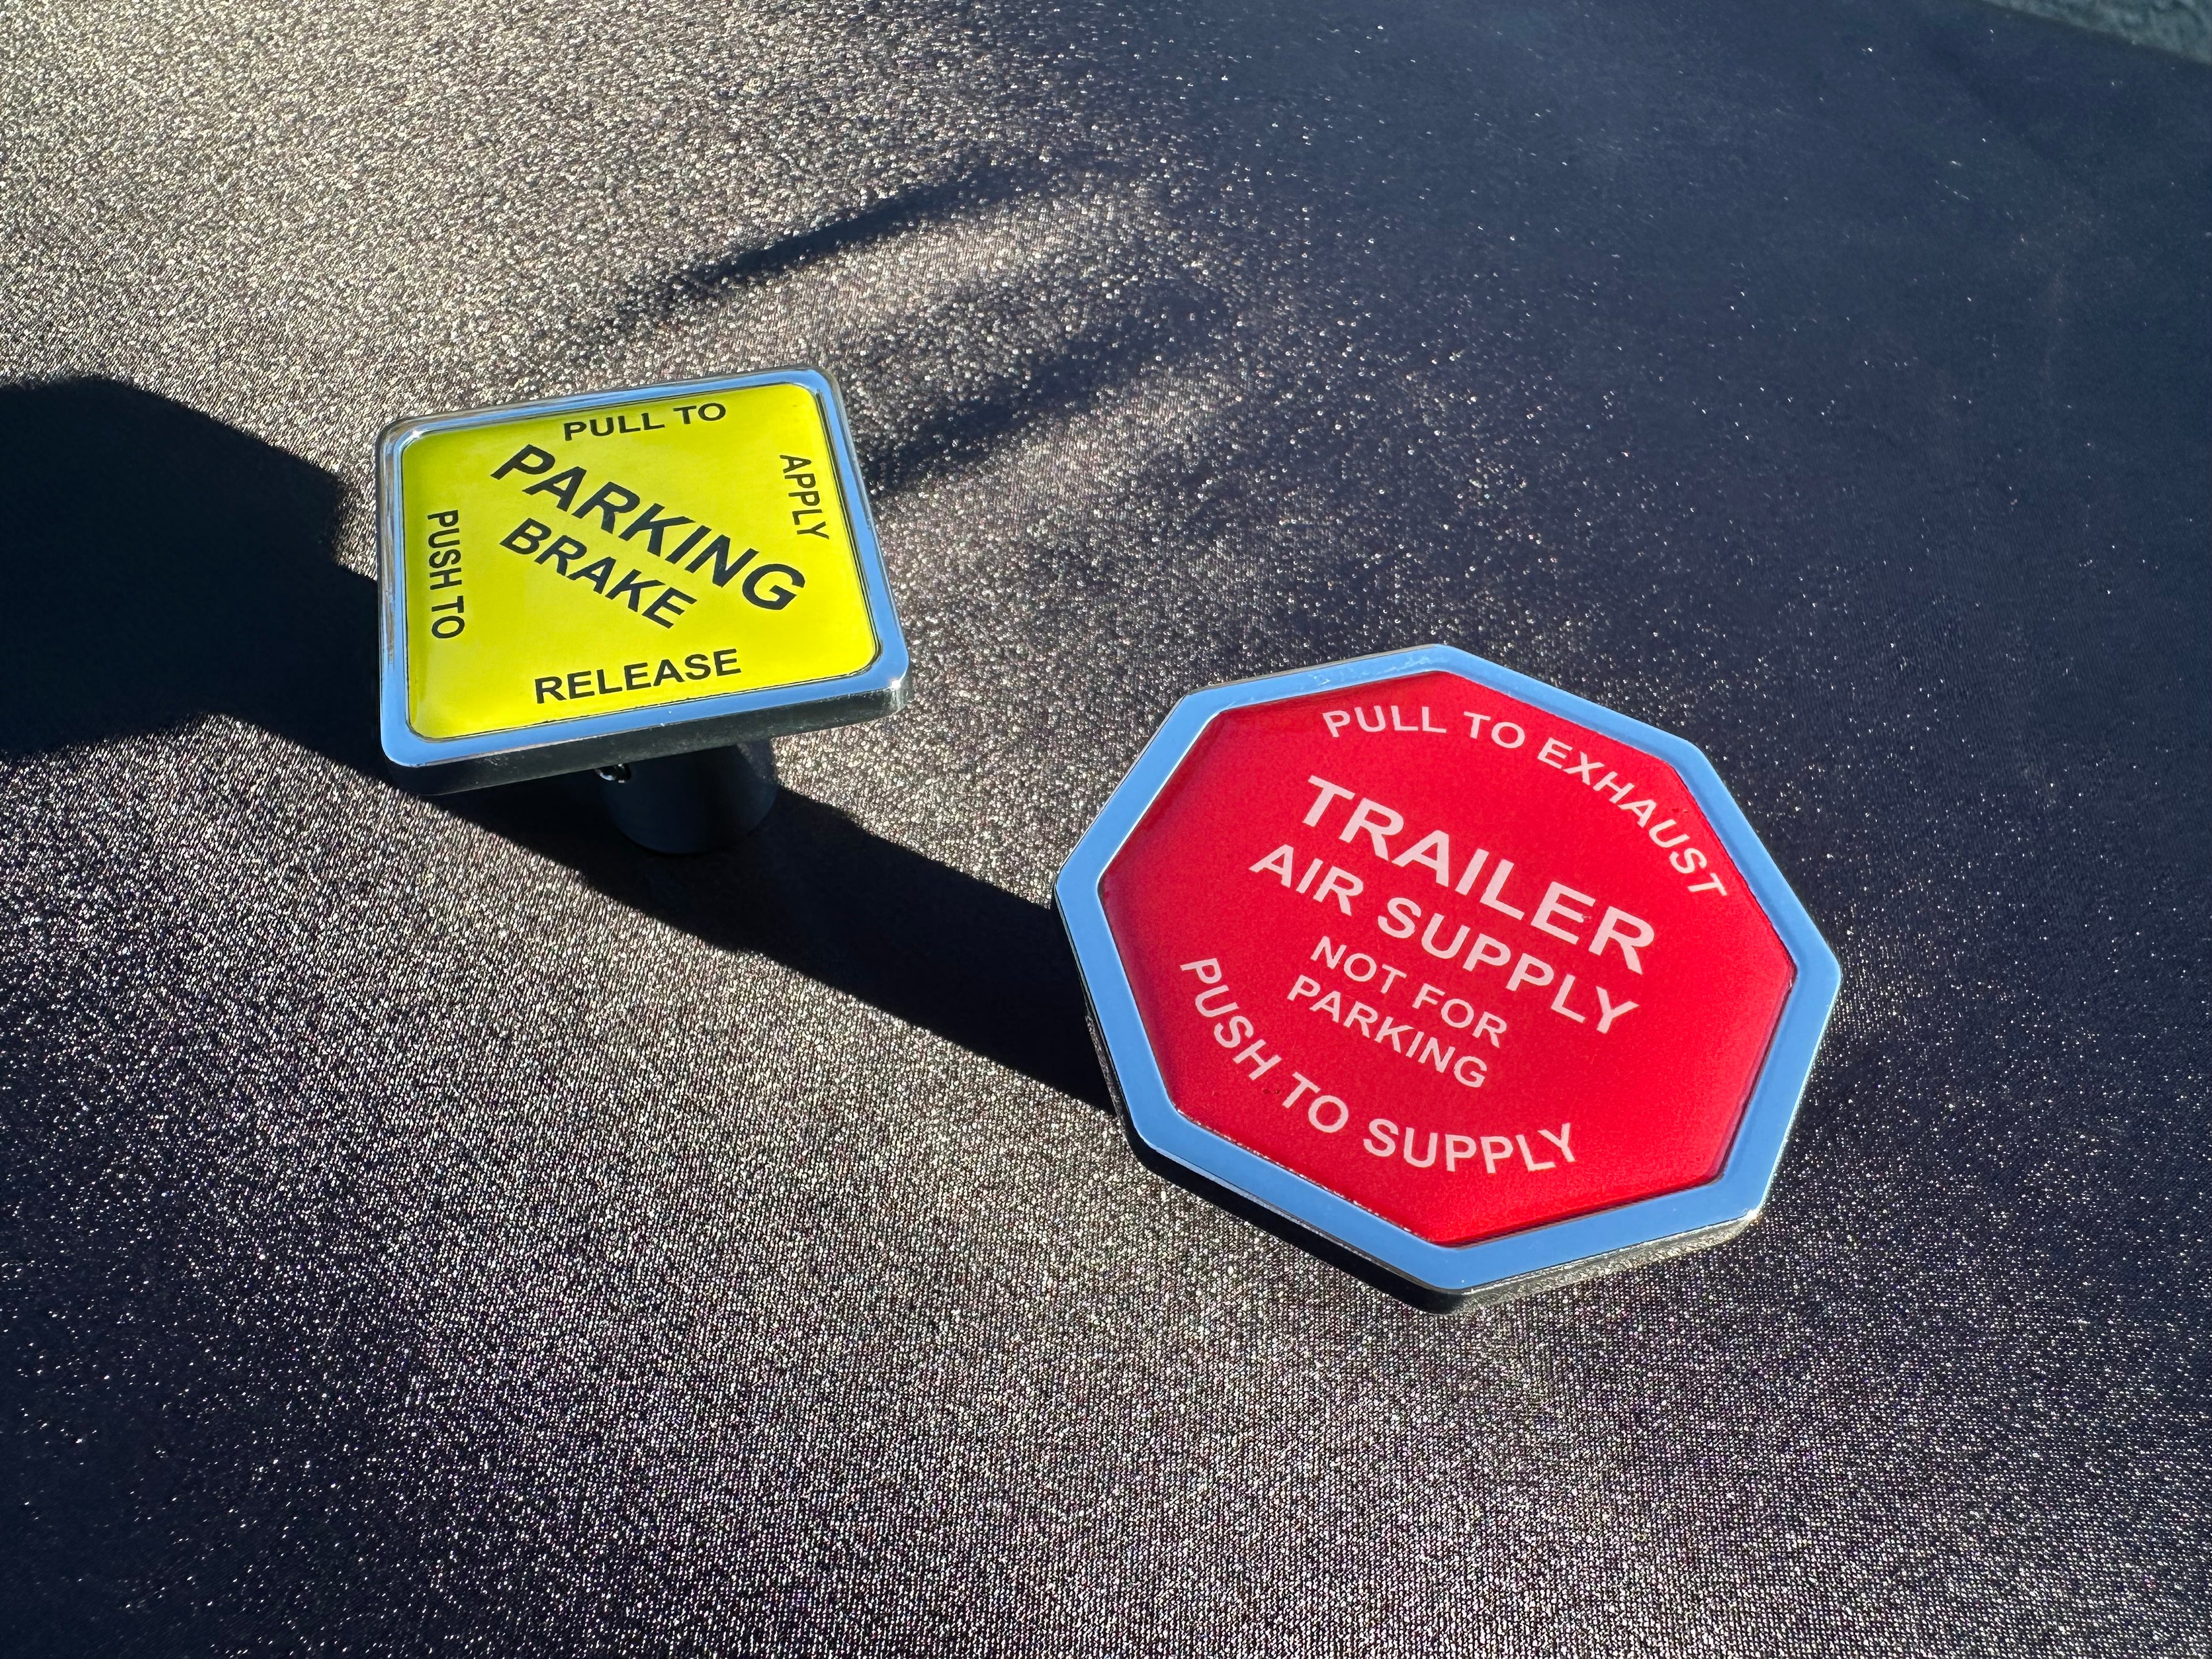 PULL TO
APPLY
PARKING
BRAKE
PUSH TO
RELEASE
PULL TO EXHAUST
TRAILER
AIR SUPPLY
NOT FOR
PARKING
PUSH TO SUPPLY